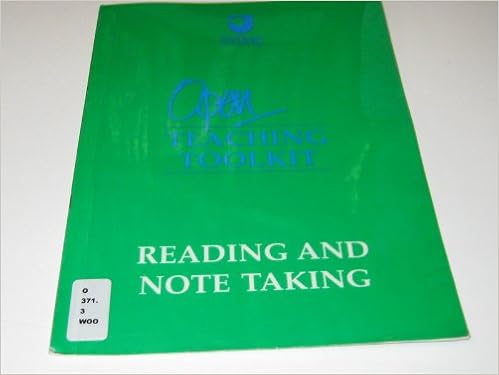 Open
TEACHING
TOOLKIT
READING AND
NOTE TAKING
O
371.
3
WOO